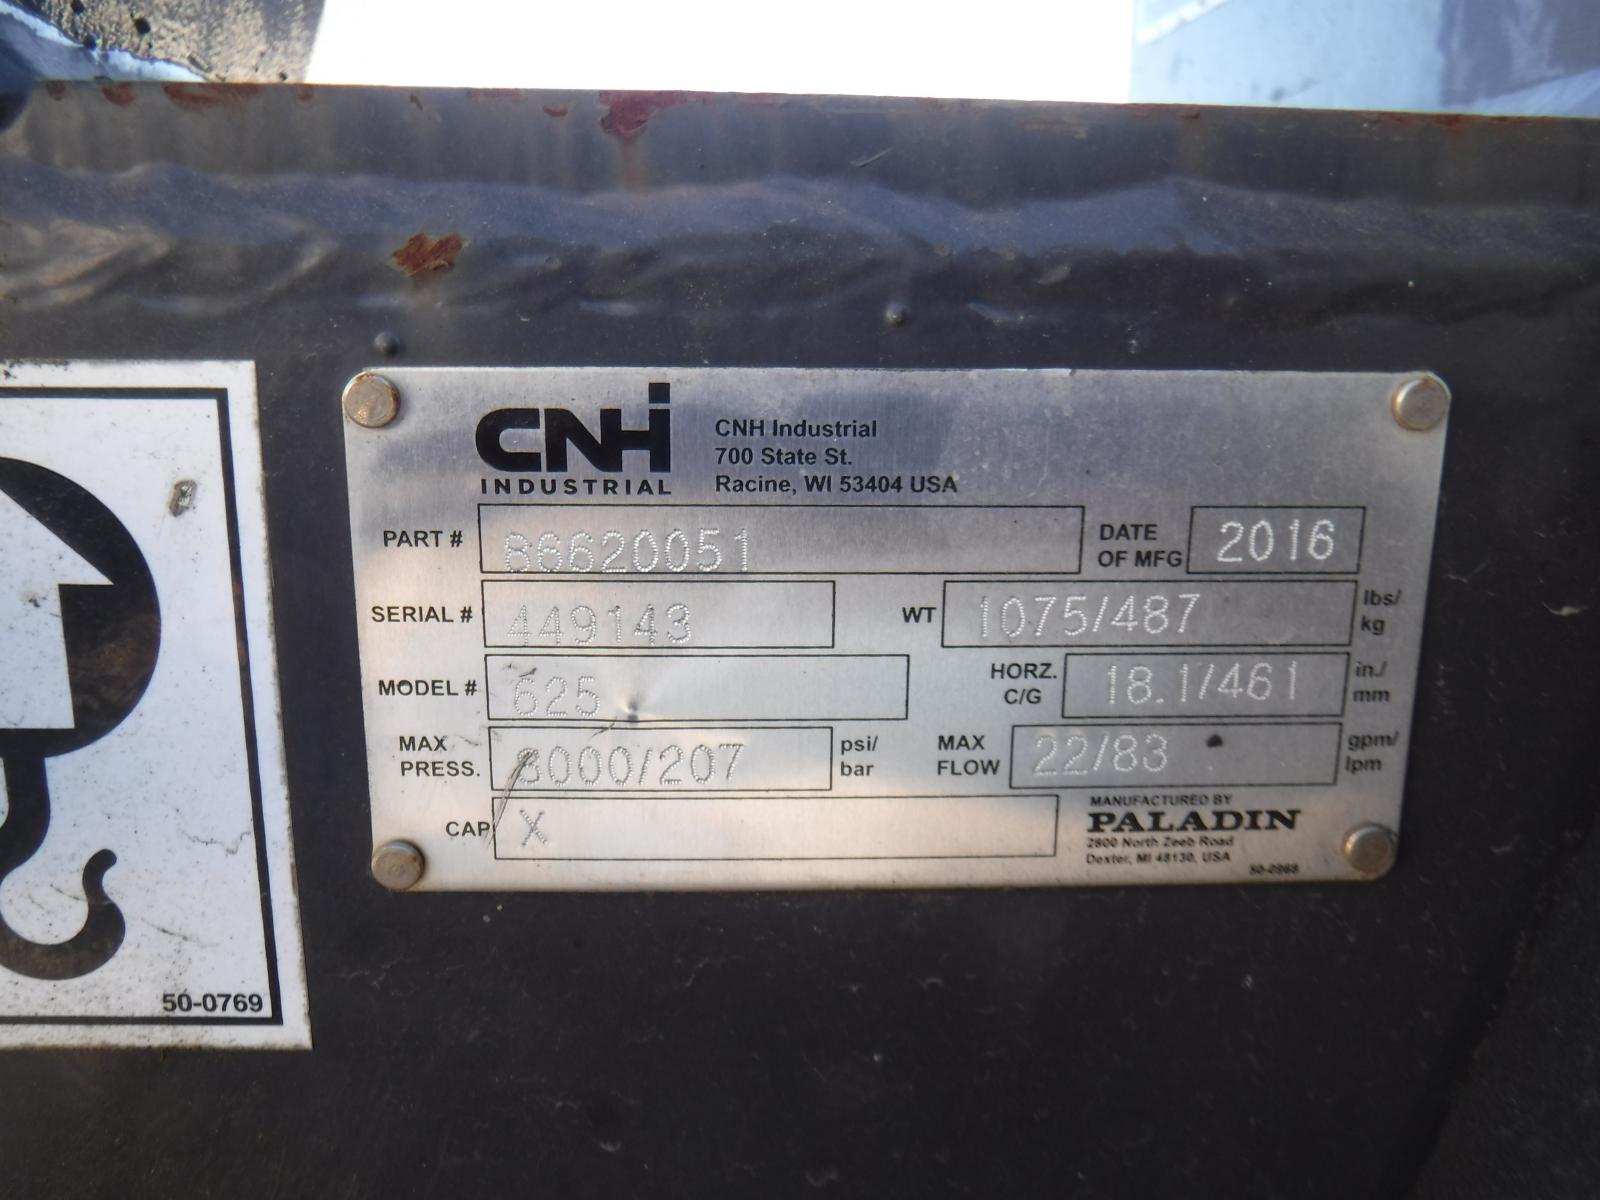 CNH
INDUSTRIAL
CNH Industrial
700 State St.
Racine, WI 53404 USA
PART # 86620051
DATE OF MFG 2016
SERIAL # 449143
WT 1075/487 lbs/ kg
MODEL # 625
HORZ. C/G 18.1/461 in./ mm
MAX PRESS. 3000/207 psi/ bar
MAX FLOW 22/83 gpm/ lpm
CAP X
MANUFACTURED BY
PALADIN
2800 North Zeeb Road
Dexter, MI 48130, USA
50-0968
50-0769